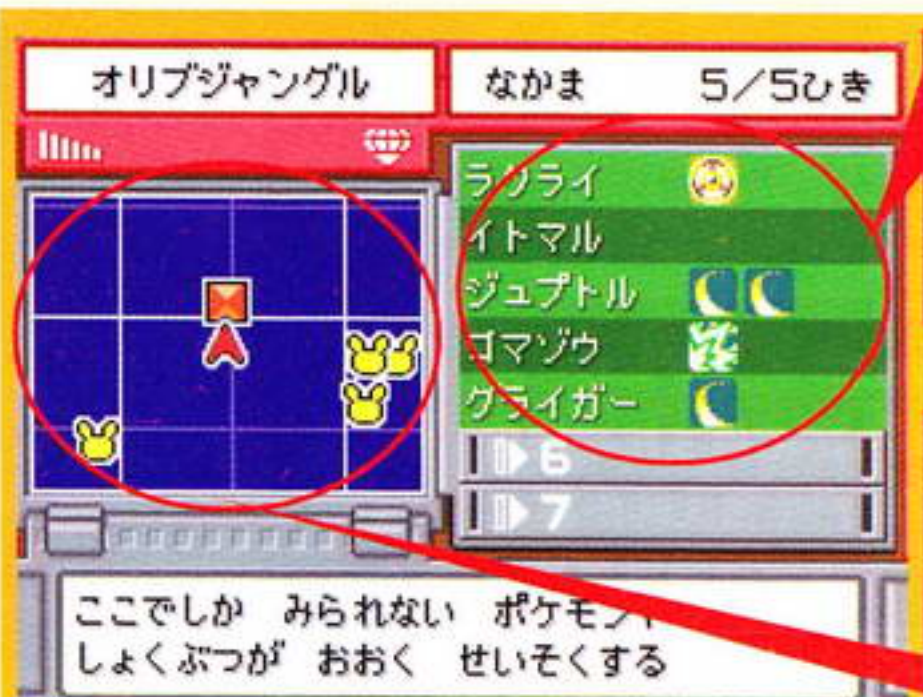 オリブジャングル
なかま 5/5ひき
ラクライ
イトマル
ジュプトル
ゴマゾウ
グライガー
6
7
ここでしか みられない ポケモン
しょくぶつが おおく せいそくする